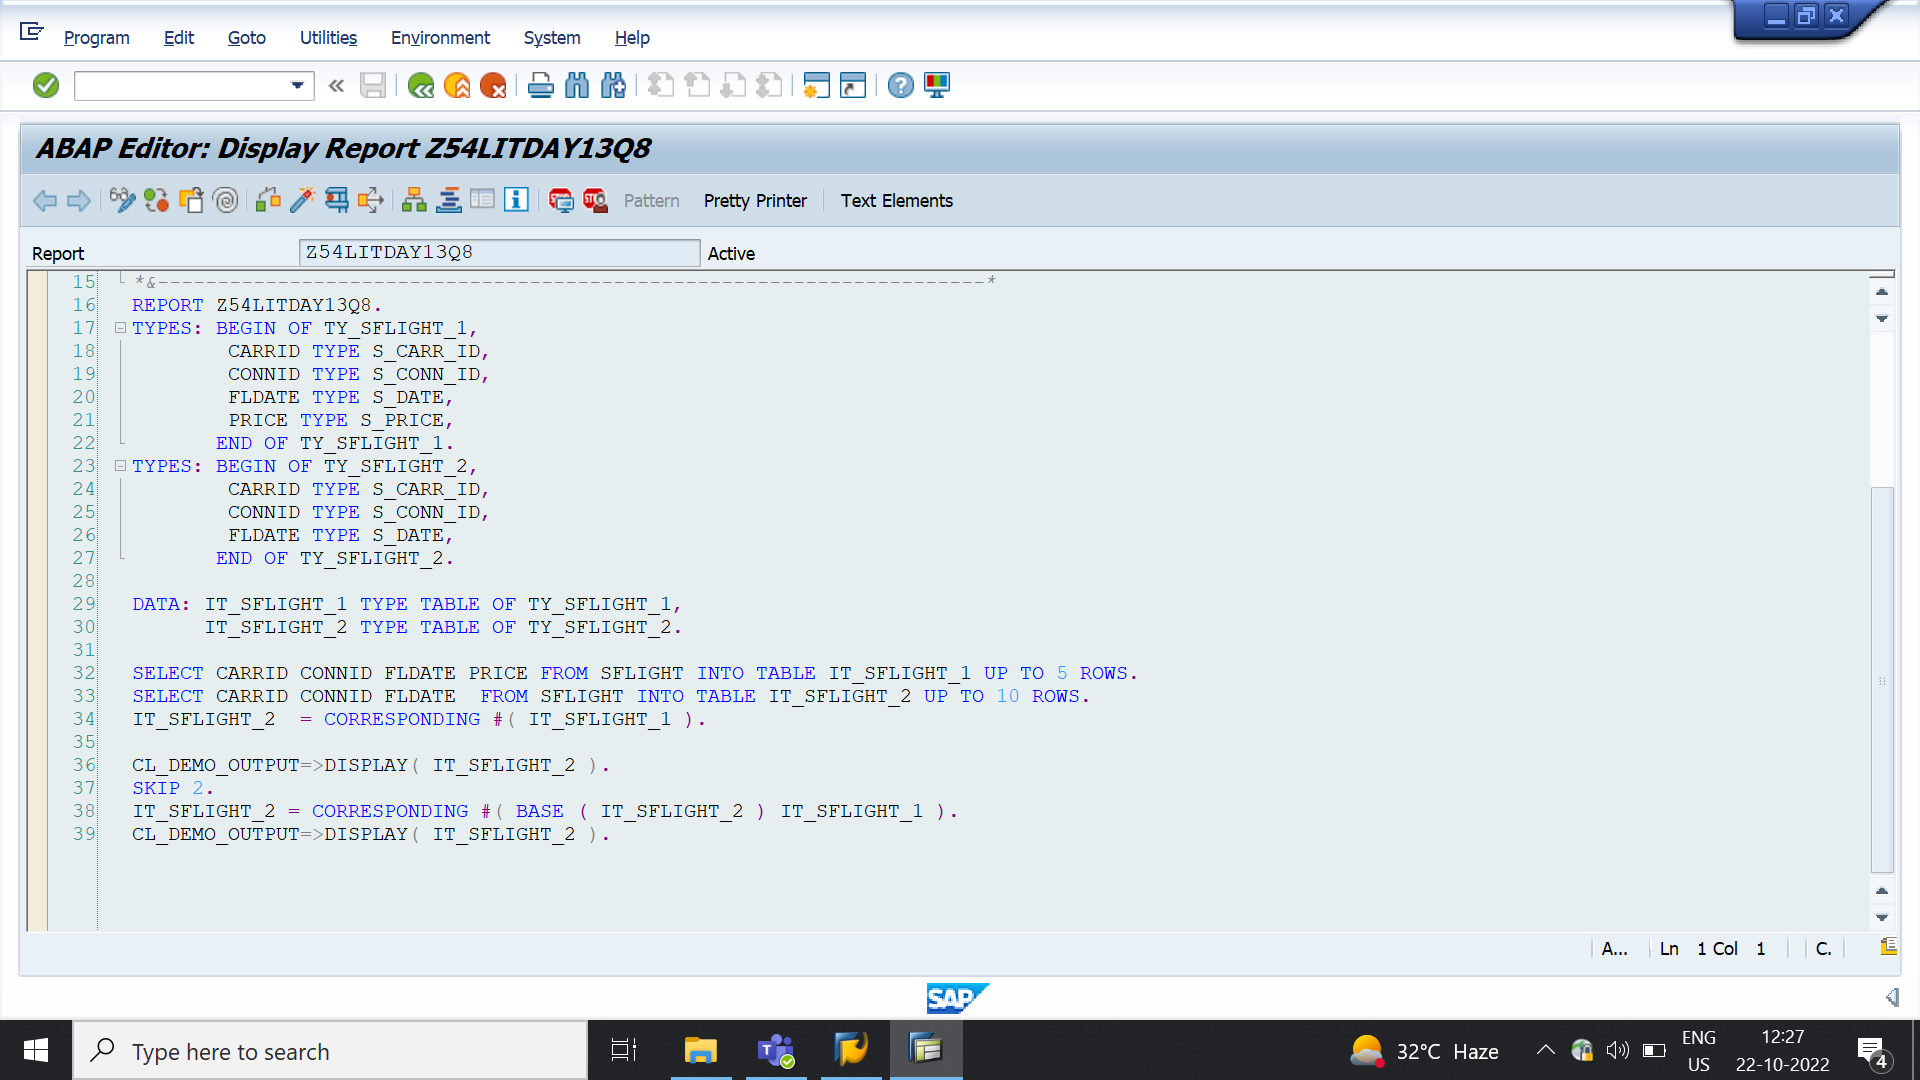 Program Edit Goto Utilities Environment System Help
ABAP Editor: Display Report Z54LITDAY13Q8
Pattern Pretty Printer Text Elements
Report Z54LITDAY13Q8 Active
15 *&---------------------------------------------------------------------*
16 REPORT Z54LITDAY13Q8.
17 TYPES: BEGIN OF TY_SFLIGHT_1,
18 CARRID TYPE S_CARR_ID,
19 CONNID TYPE S_CONN_ID,
20 FLDATE TYPE S_DATE,
21 PRICE TYPE S_PRICE,
22 END OF TY_SFLIGHT_1.
23 TYPES: BEGIN OF TY_SFLIGHT_2,
24 CARRID TYPE S_CARR_ID,
25 CONNID TYPE S_CONN_ID,
26 FLDATE TYPE S_DATE,
27 END OF TY_SFLIGHT_2.
28
29 DATA: IT_SFLIGHT_1 TYPE TABLE OF TY_SFLIGHT_1,
30 IT_SFLIGHT_2 TYPE TABLE OF TY_SFLIGHT_2.
31
32 SELECT CARRID CONNID FLDATE PRICE FROM SFLIGHT INTO TABLE IT_SFLIGHT_1 UP TO 5 ROWS.
33 SELECT CARRID CONNID FLDATE  FROM SFLIGHT INTO TABLE IT_SFLIGHT_2 UP TO 10 ROWS.
34 IT_SFLIGHT_2  = CORRESPONDING #( IT_SFLIGHT_1 ).
35
36 CL_DEMO_OUTPUT=>DISPLAY( IT_SFLIGHT_2 ).
37 SKIP 2.
38 IT_SFLIGHT_2 = CORRESPONDING #( BASE ( IT_SFLIGHT_2 ) IT_SFLIGHT_1 ).
39 CL_DEMO_OUTPUT=>DISPLAY( IT_SFLIGHT_2 ).
A... Ln 1 Col 1 C.
SAP
Type here to search
32°C Haze
ENG
US
12:27
22-10-2022
4